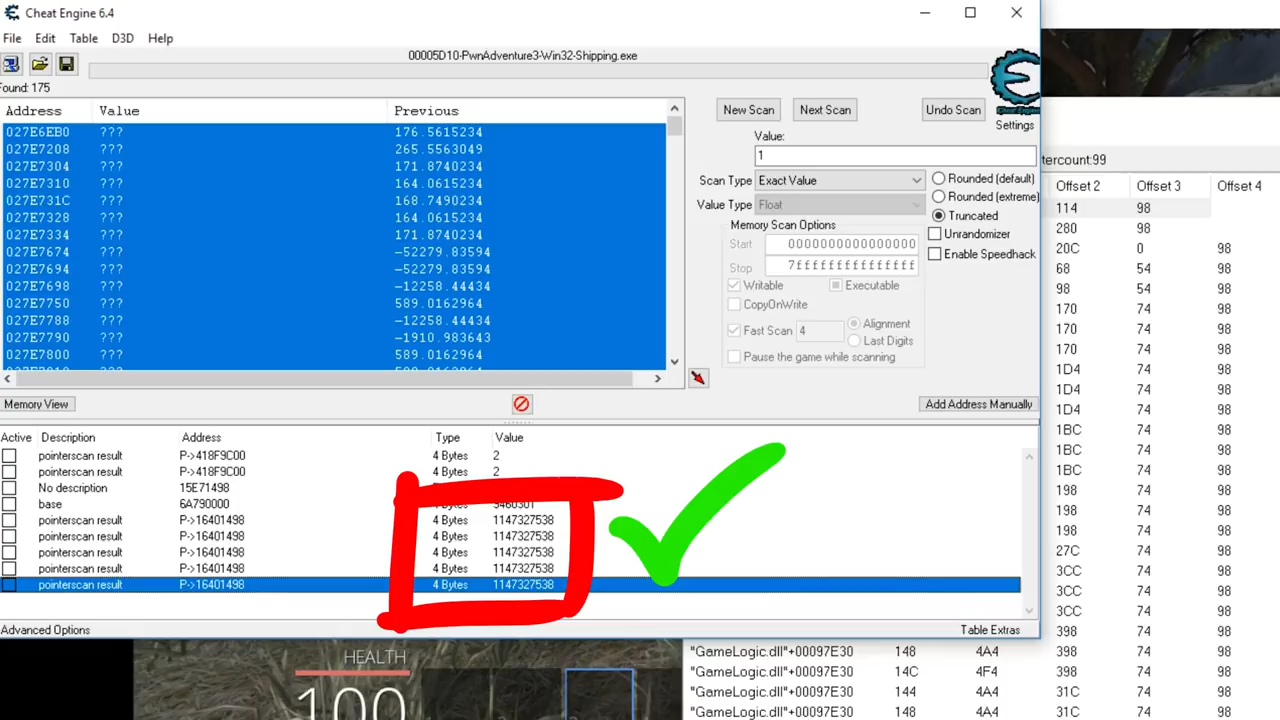 Cheat Engine 6.4
File Edit Table D3D Help
00005D10-PwnAdventure3-Win32-Shipping.exe
Found: 175
Address Value Previous
027E6EB0 ??? 176.5615234
027E7208 ??? 265.5563049
027E7304 ??? 171.8740234
027E7310 ??? 164.0615234
027E731C ??? 168.7490234
027E7328 ??? 164.0615234
027E7334 ??? 171.8740234
027E7674 ??? -52279.83594
027E7694 ??? -52279.83594
027E7698 ??? -12258.44434
027E7750 ??? 589.0162964
027E7788 ??? -12258.44434
027E7790 ??? -1910.983643
027E7800 ??? 589.0162964
New Scan Next Scan Undo Scan
Settings
Value:
1
Scan Type Exact Value
Value Type Float
Rounded (default)
Rounded (extreme)
Truncated
Unrandomizer
Enable Speedhack
Memory Scan Options
Start 0000000000000000
Stop 7fffffffffffffff
Writable Executable
CopyOnWrite
Fast Scan 4 Alignment
Last Digits
Pause the game while scanning
Memory View
Add Address Manually
Active Description Address Type Value
pointerscan result P->418F9C00 4 Bytes 2
pointerscan result P->418F9C00 4 Bytes 2
No description 15E71498
base 6A790000 9460301
pointerscan result P->16401498 4 Bytes 1147327538
pointerscan result P->16401498 4 Bytes 1147327538
pointerscan result P->16401498 4 Bytes 1147327538
pointerscan result P->16401498 4 Bytes 1147327538
pointerscan result P->16401498 4 Bytes 1147327538
Advanced Options Table Extras
tercount:99
Offset 2 Offset 3 Offset 4
114 98
280 98
20C 0 98
68 54 98
98 54 98
170 74 98
170 74 98
170 74 98
1D4 74 98
1D4 74 98
1D4 74 98
1BC 74 98
1BC 74 98
1BC 74 98
198 74 98
198 74 98
198 74 98
27C 74 98
3CC 74 98
3CC 74 98
3CC 74 98
398 74 98
"GameLogic.dll"+00097E30 148 4A4 398 74 98
"GameLogic.dll"+00097E30 14C 4F4 398 74 98
"GameLogic.dll"+00097E30 144 4A4 31C 74 98
"GameLogic.dll"+00097E30 148 4A4 31C 74 98
HEALTH
100